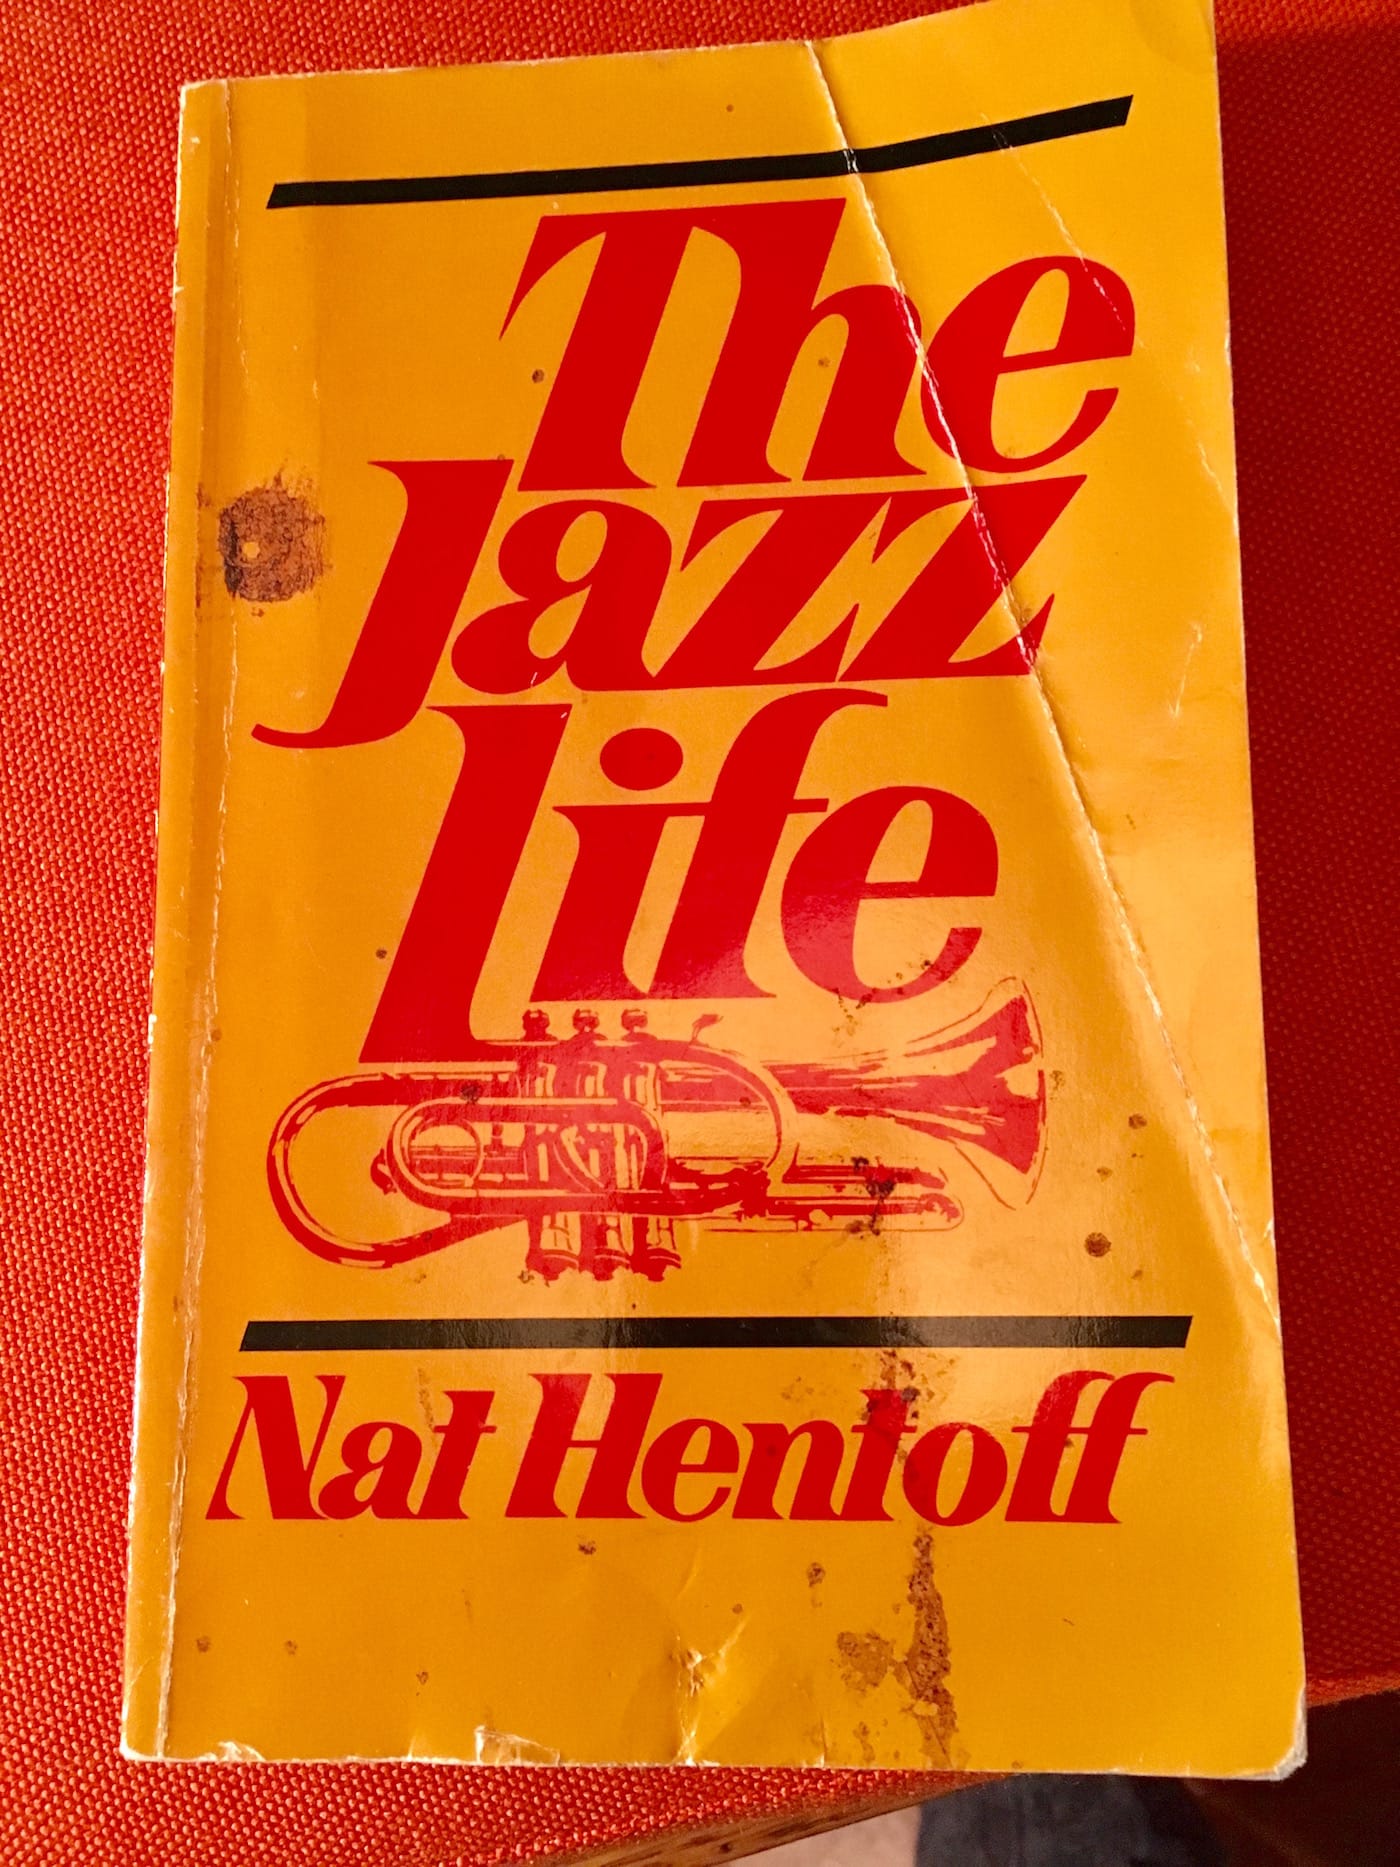 The
Jazz
Life
Nat Hentoff